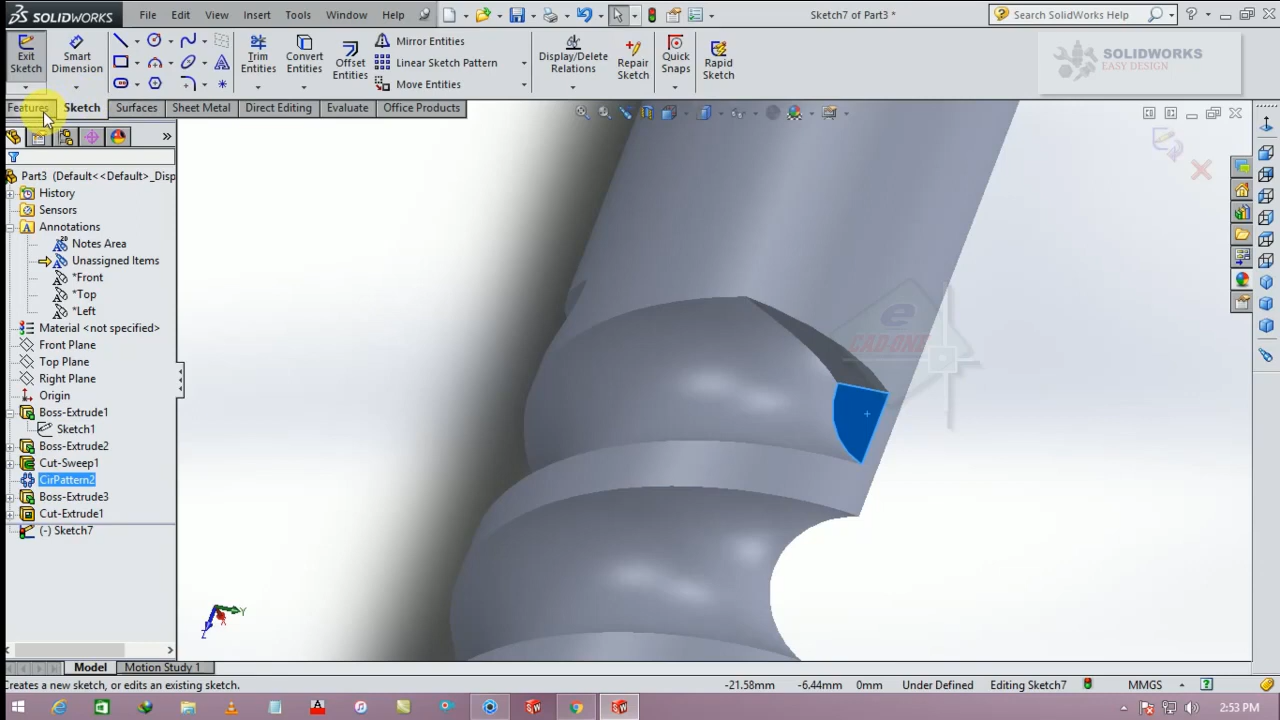 SOLIDWORKS
File Edit View Insert Tools Window Help
Sketch7 of Part3 *
Search SolidWorks Help
Exit Sketch
Smart Dimension
Trim Entities
Convert Entities
Offset Entities
Mirror Entities
Linear Sketch Pattern
Move Entities
Display/Delete Relations
Repair Sketch
Quick Snaps
Rapid Sketch
SOLIDWORKS
EASY DESIGN
Features Sketch Surfaces Sheet Metal Direct Editing Evaluate Office Products
Part3 (Default<<Default>_Disp
History
Sensors
Annotations
Notes Area
Unassigned Items
*Front
*Top
*Left
Material <not specified>
Front Plane
Top Plane
Right Plane
Origin
Boss-Extrude1
Sketch1
Boss-Extrude2
Cut-Sweep1
CirPattern2
Boss-Extrude3
Cut-Extrude1
(-) Sketch7
e
CAD-ONE
Y
Z
X
Model Motion Study 1
Creates a new sketch, or edits an existing sketch.
-21.58mm -6.44mm 0mm Under Defined Editing Sketch7 MMGS
2:53 PM